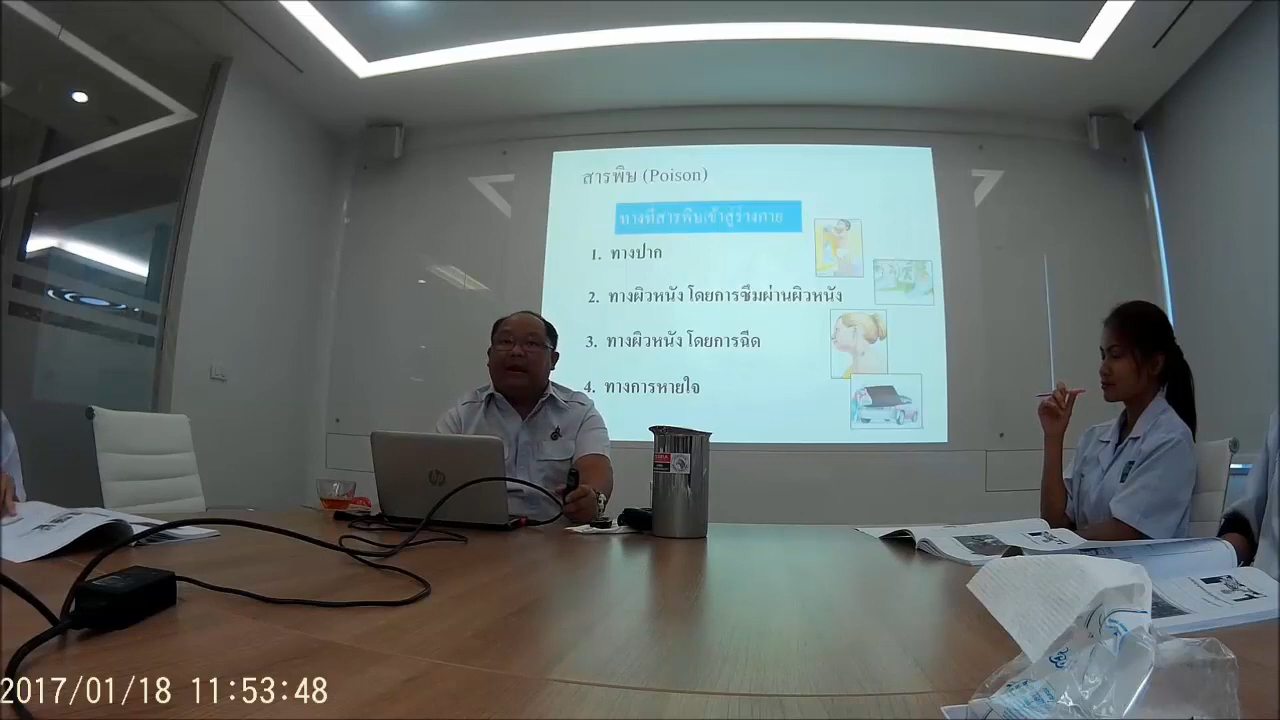 สารพิษ (Poison)
ทางที่สารพิษเข้าสู่ร่างกาย
1. ทางปาก
2. ทางผิวหนัง โดยการซึมผ่านผิวหนัง
3. ทางผิวหนัง โดยการฉีด
4. ทางการหายใจ
hp
2017/01/18 11:53:48